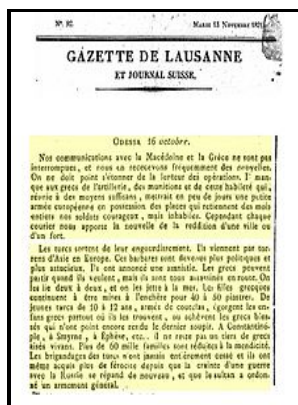 Nº. 92. MARDI 13 NOVEMBRE 1821
GAZETTE DE LAUSANNE
ET JOURNAL SUISSE.
ODESSA 16 octobre.
Nos communications avec la Macédoine et la Grèce ne sont pas
interrompues, et nous en recevons fréquemment des nouvelles.
On ne doit point s'étonner de la lenteur des opérations. Il man-
que aux grecs de l'artillerie, des munitions et de cette habileté qui,
réunie à des moyens suffisans, mettrait en peu de jours une petite
armée européenne en possession des places qui retiennent des mois
entiers nos soldats courageux, mais inhabiles. Cependant chaque
courier nous apporte la nouvelle de la reddition d'une ville ou
d'un fort.
Les turcs sortent de leur engourdissement. Ils viennent par tor-
rens d'Asie en Europe. Ces barbares sont devenus plus politiques et
plus astucieux. Ils ont annoncé une amnistie. Les grecs peuvent
partir quand ils veulent, mais ils sont tous assassinés en route. On
les lie deux à deux, et on les jette à la mer. Les filles grecques
continuent à être mises à l'enchère pour 40 à 50 piastres. De
jeunes turcs de 10 à 12 ans, armés de coutelas, égorgent les en-
fans grecs partout où ils les trouvent, ou achèvent les grecs bles-
sés qui n'ont point encore rendu le dernier soupir. A Constantino-
ple, à Smyrne, à Éphèse, etc.. il ne reste pas un tiers de grecs
aisés vivant. Plus de 60 mille familles sont réduites à la mendicité.
Les brigandages des turcs n'ont jamais entièrement cessé et ils ont
même acquis plus de férocité depuis que la crainte d'une guerre
avec la Russie se répand de nouveau, et que le sultan a ordon-
né un armement général.